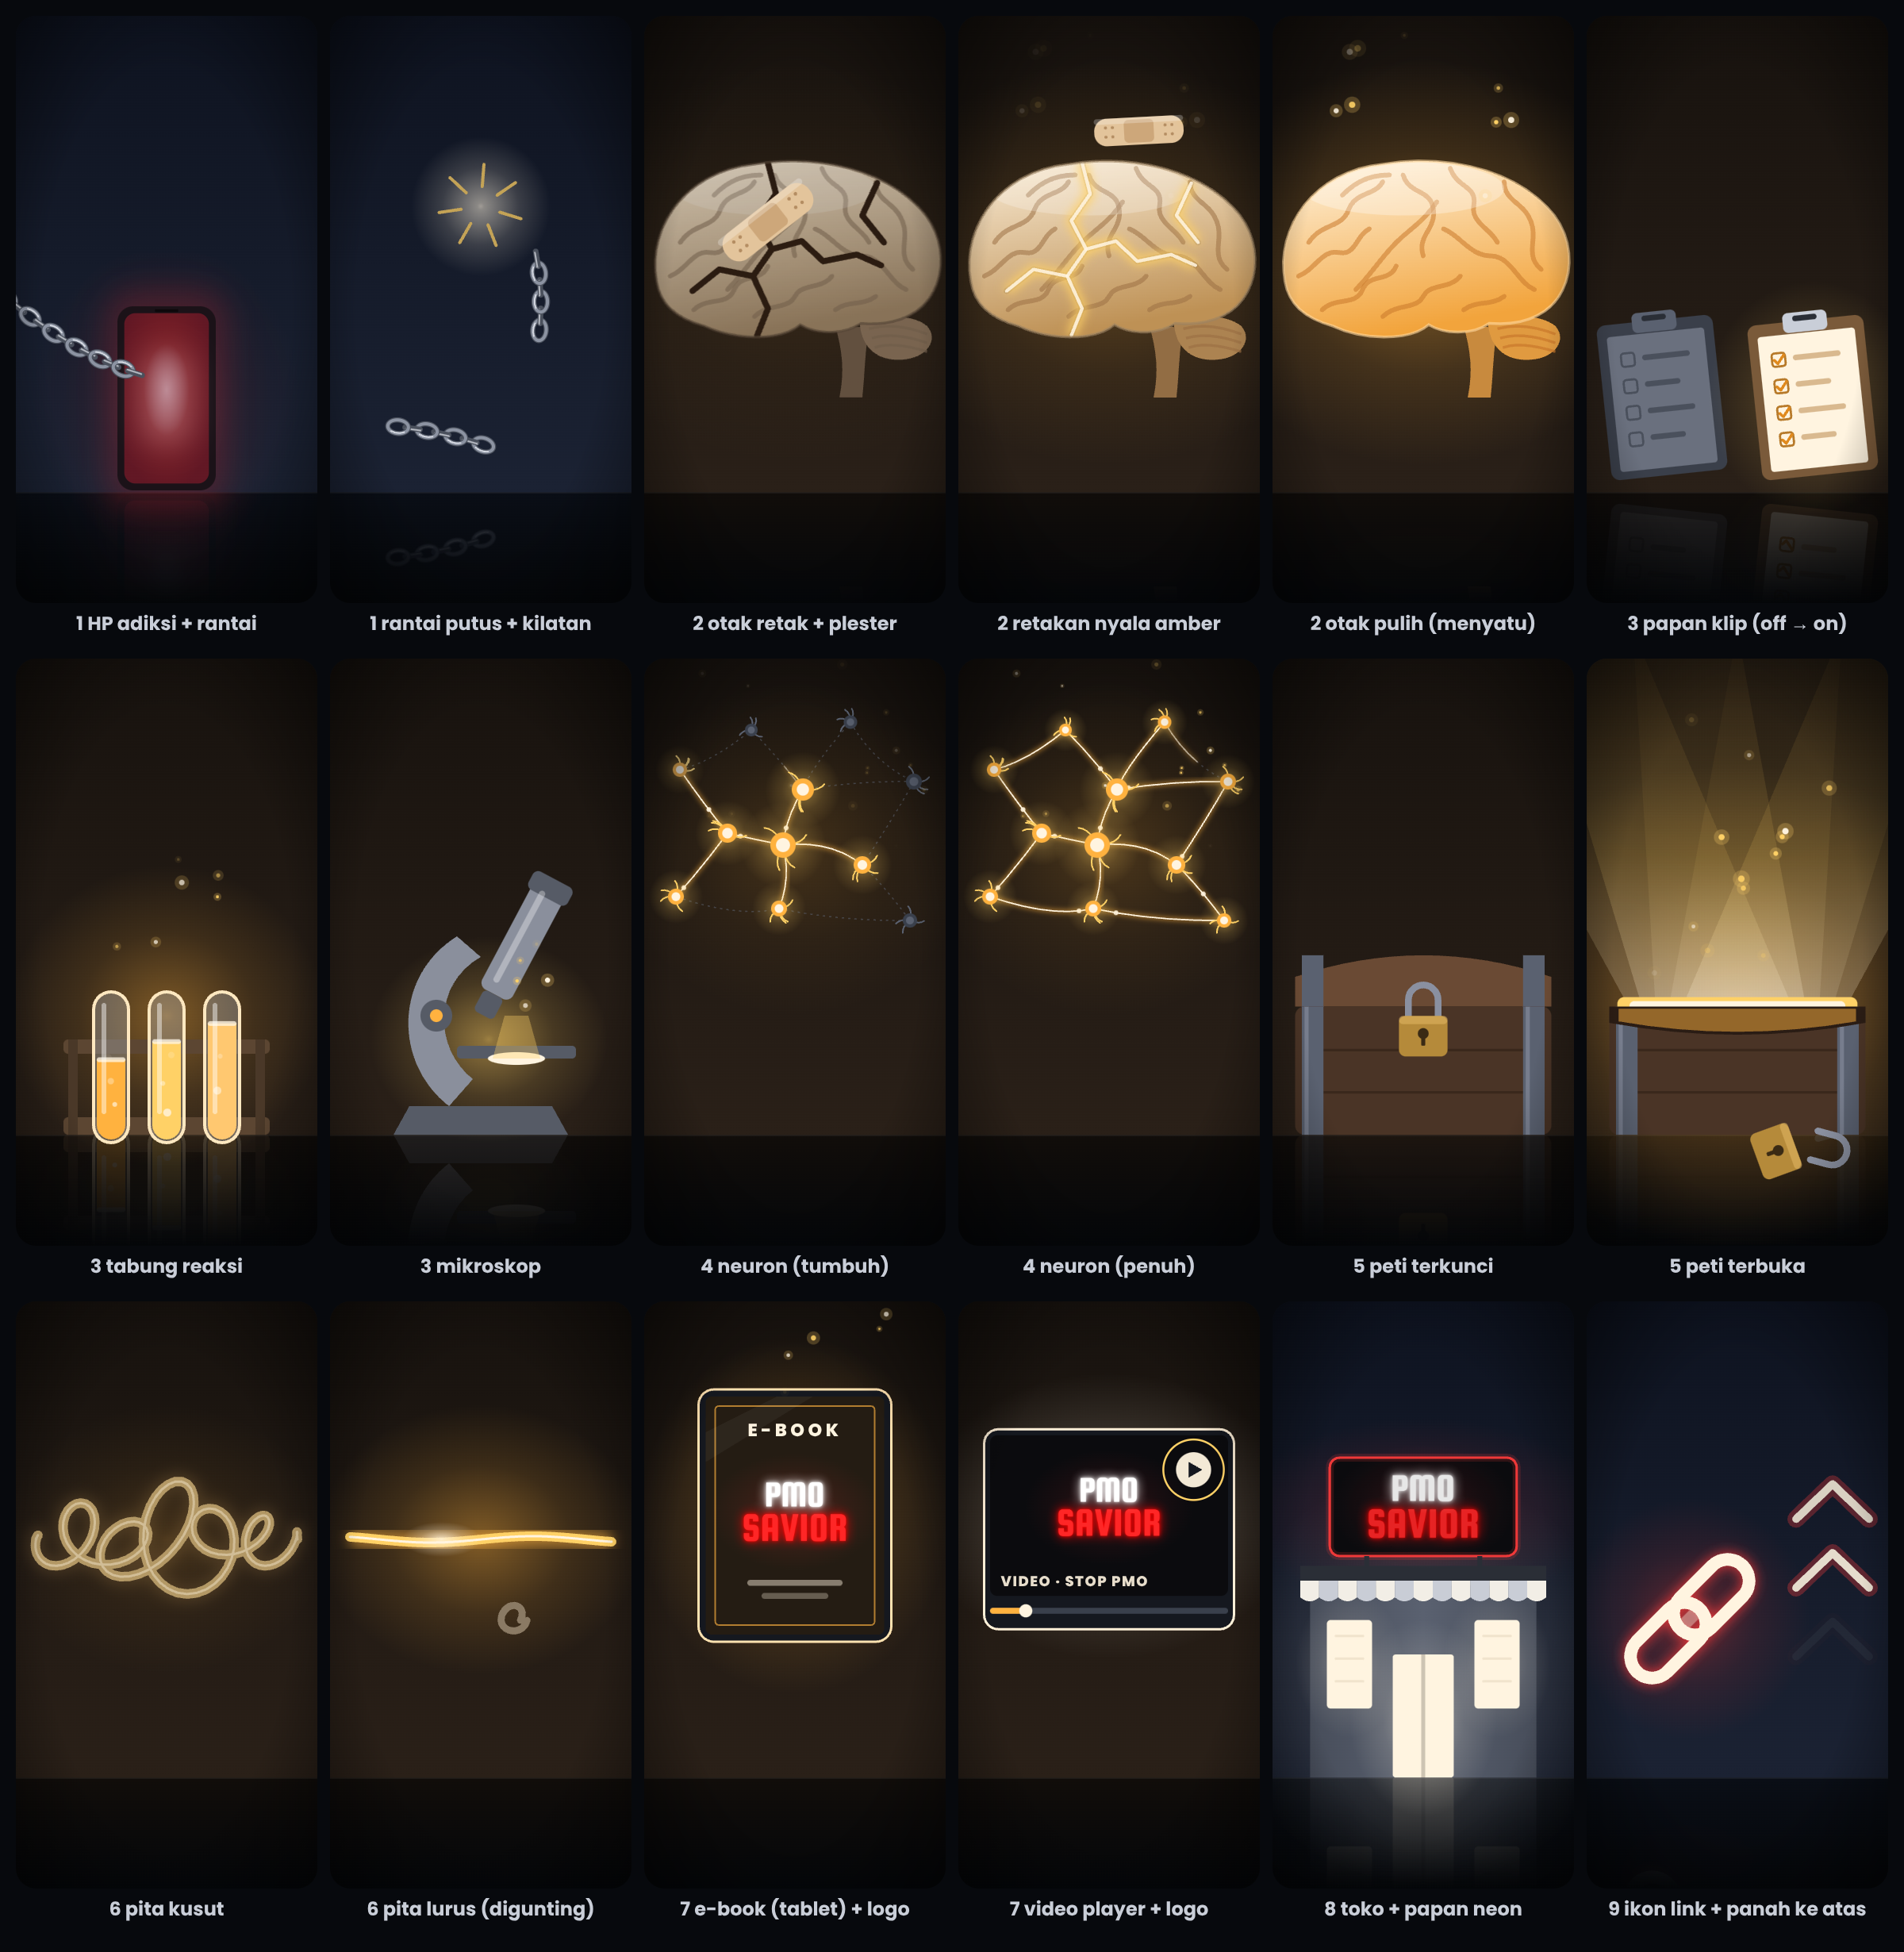 1 HP adiksi + rantai
1 rantai putus + kilatan
2 otak retak + plester
2 retakan nyala amber
2 otak pulih (menyatu)
3 papan klip (off → on)
3 tabung reaksi
3 mikroskop
4 neuron (tumbuh)
4 neuron (penuh)
5 peti terkunci
5 peti terbuka
E-BOOK
PMO
SAVIOR
PMO
SAVIOR
VIDEO · STOP PMO
PMO
SAVIOR
6 pita kusut
6 pita lurus (digunting)
7 e-book (tablet) + logo
7 video player + logo
8 toko + papan neon
9 ikon link + panah ke atas